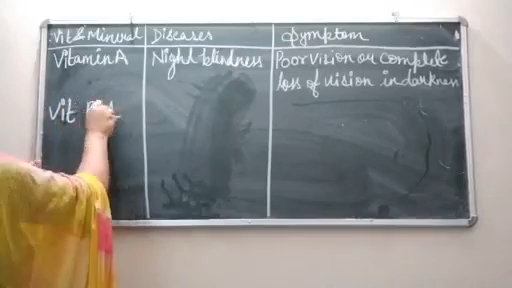 Vit & Mineral Diseases Symptom
Vitamin A Night blindness Poor vision or complete
loss of vision in darkness
Vit